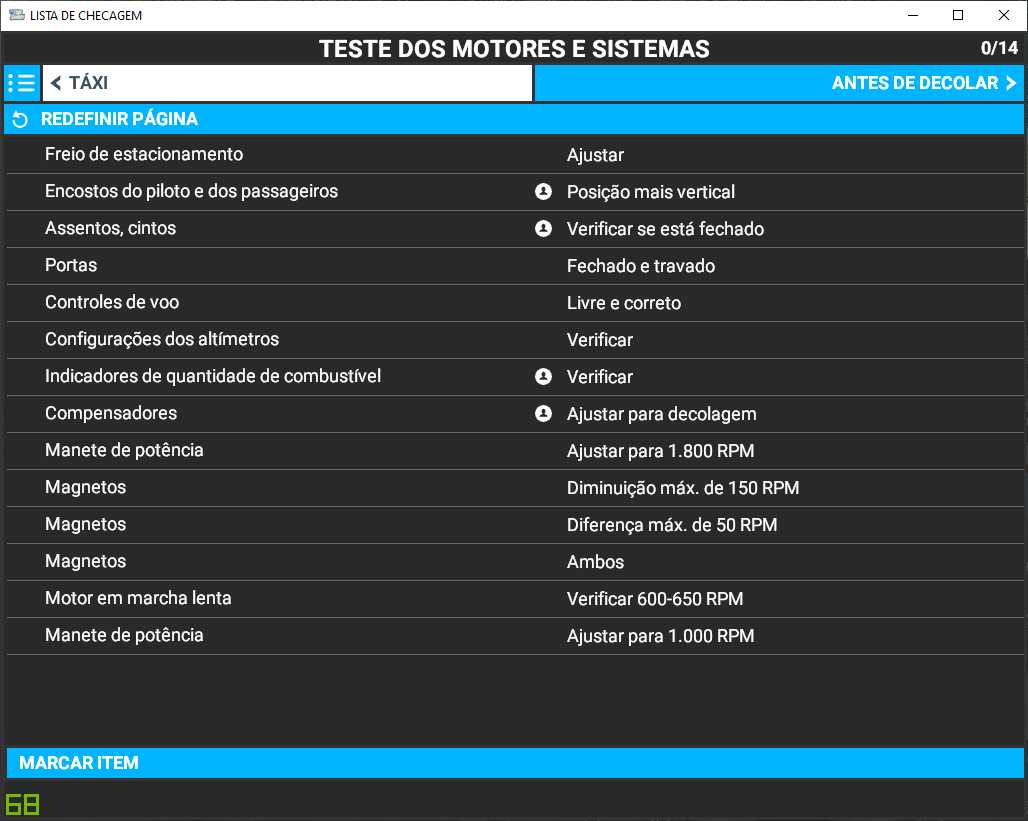 LISTA DE CHECAGEM
TESTE DOS MOTORES E SISTEMAS 0/14
TÁXI ANTES DE DECOLAR
REDEFINIR PÁGINA
Freio de estacionamento Ajustar
Encostos do piloto e dos passageiros Posição mais vertical
Assentos, cintos Verificar se está fechado
Portas Fechado e travado
Controles de voo Livre e correto
Configurações dos altímetros Verificar
Indicadores de quantidade de combustível Verificar
Compensadores Ajustar para decolagem
Manete de potência Ajustar para 1.800 RPM
Magnetos Diminuição máx. de 150 RPM
Magnetos Diferença máx. de 50 RPM
Magnetos Ambos
Motor em marcha lenta Verificar 600-650 RPM
Manete de potência Ajustar para 1.000 RPM
MARCAR ITEM
68